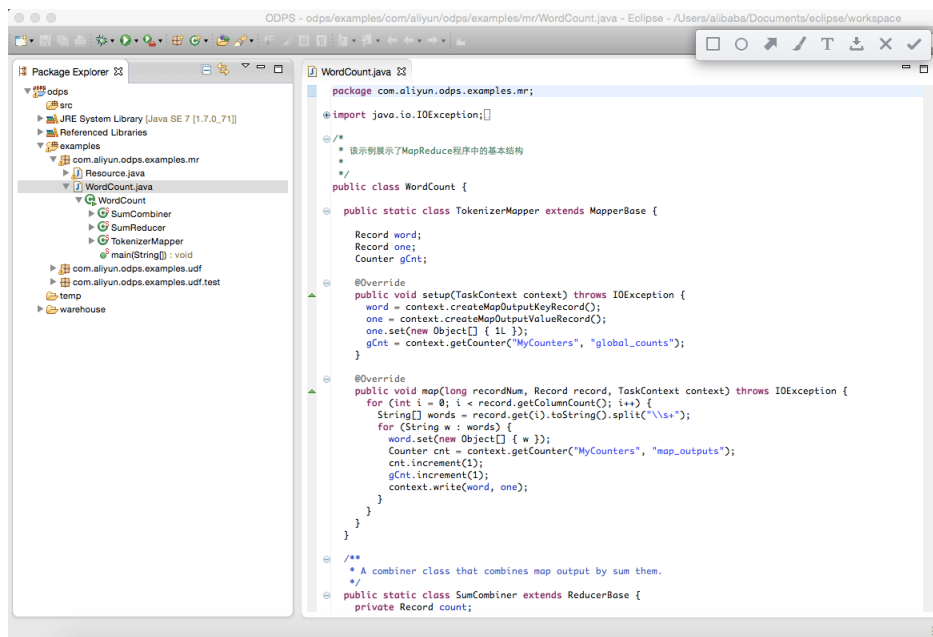 ODPS - odps/examples/com/aliyun/odps/examples/mr/WordCount.java - Eclipse - /Users/alibaba/Documents/eclipse/workspace
T
Package Explorer
odps
src
JRE System Library [Java SE 7 [1.7.0_71]]
Referenced Libraries
examples
com.aliyun.odps.examples.mr
Resource.java
WordCount.java
WordCount
SumCombiner
SumReducer
TokenizerMapper
main(String[]) : void
com.aliyun.odps.examples.udf
com.aliyun.odps.examples.udf.test
temp
warehouse
WordCount.java
package com.aliyun.odps.examples.mr;
import java.io.IOException;
/*
* 该示例展示了MapReduce程序中的基本结构
*
*/
public class WordCount {
public static class TokenizerMapper extends MapperBase {
Record word;
Record one;
Counter gCnt;
@Override
public void setup(TaskContext context) throws IOException {
word = context.createMapOutputKeyRecord();
one = context.createMapOutputValueRecord();
one.set(new Object[] { 1L });
gCnt = context.getCounter("MyCounters", "global_counts");
}
@Override
public void map(long recordNum, Record record, TaskContext context) throws IOException {
for (int i = 0; i < record.getColumnCount(); i++) {
String[] words = record.get(i).toString().split("\\s+");
for (String w : words) {
word.set(new Object[] { w });
Counter cnt = context.getCounter("MyCounters", "map_outputs");
cnt.increment(1);
gCnt.increment(1);
context.write(word, one);
}
}
}
}
/**
* A combiner class that combines map output by sum them.
*/
public static class SumCombiner extends ReducerBase {
private Record count;